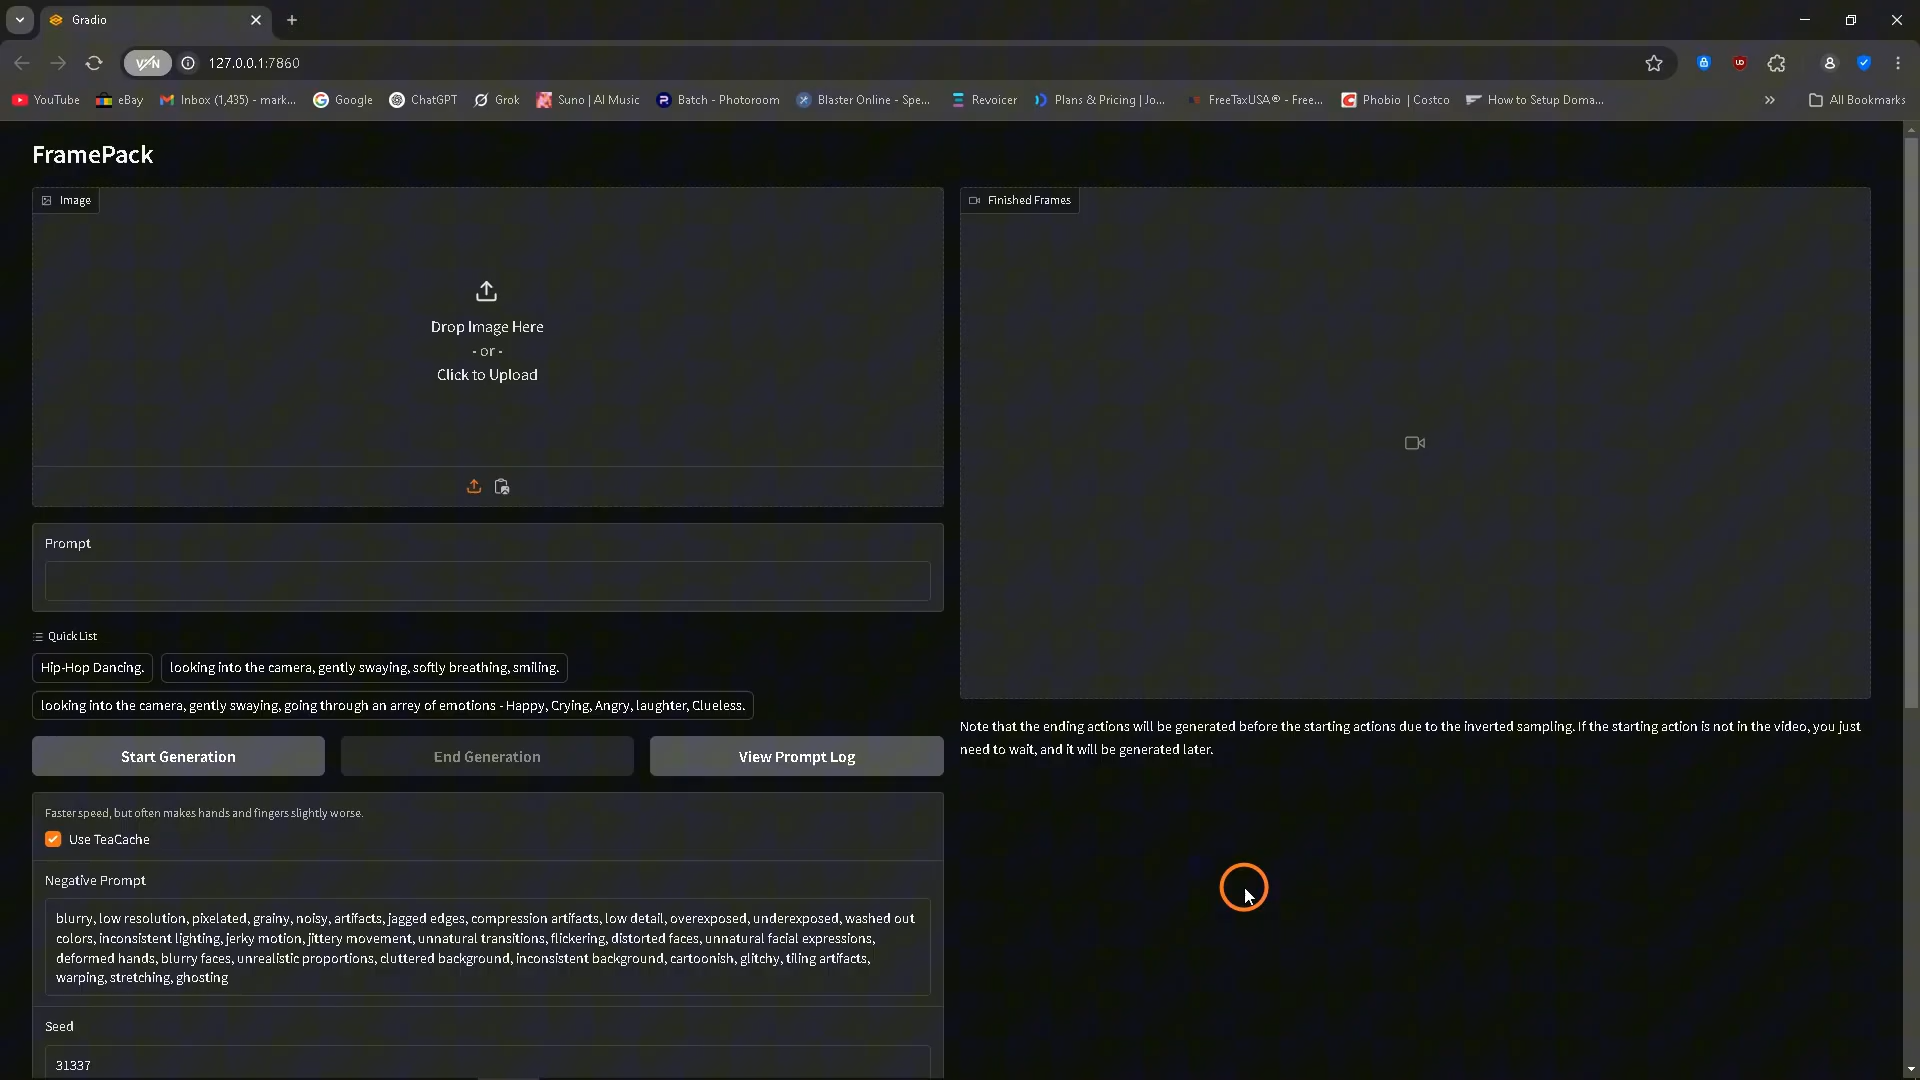 Gradio
127.0.0.1:7860
YouTube
eBay
Inbox (1,435) - mark...
Google
ChatGPT
Grok
Suno | AI Music
Batch - Photoroom
Blaster Online - Spe...
Revoicer
Plans & Pricing | Jo...
FreeTaxUSA® - Free...
Phobio | Costco
How to Setup Doma...
All Bookmarks
FramePack
Image
Drop Image Here
- or -
Click to Upload
Prompt
Quick List
Hip-Hop Dancing.
looking into the camera, gently swaying, softly breathing, smiling.
looking into the camera, gently swaying, going through an arrey of emotions - Happy, Crying, Angry, laughter, Clueless.
Start Generation
End Generation
View Prompt Log
Faster speed, but often makes hands and fingers slightly worse.
Use TeaCache
Negative Prompt
blurry, low resolution, pixelated, grainy, noisy, artifacts, jagged edges, compression artifacts, low detail, overexposed, underexposed, washed out
colors, inconsistent lighting, jerky motion, jittery movement, unnatural transitions, flickering, distorted faces, unnatural facial expressions,
deformed hands, blurry faces, unrealistic proportions, cluttered background, inconsistent background, cartoonish, glitchy, tiling artifacts,
warping, stretching, ghosting
Seed
31337
Finished Frames
Note that the ending actions will be generated before the starting actions due to the inverted sampling. If the starting action is not in the video, you just
need to wait, and it will be generated later.